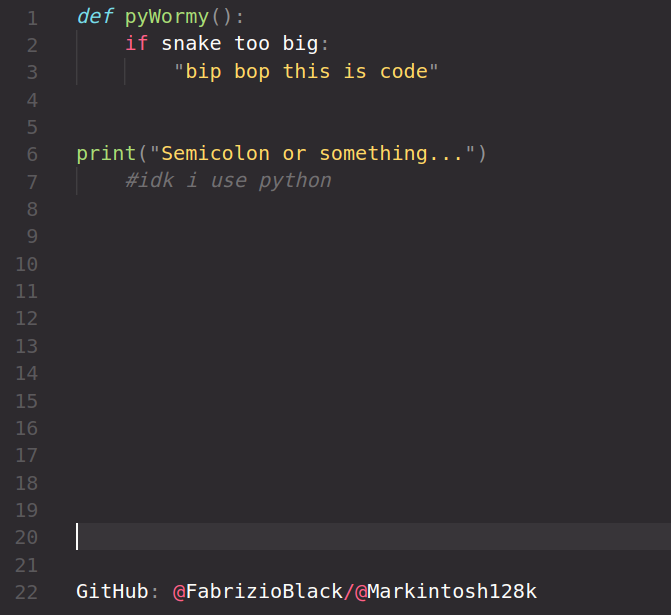 1 def pyWormy():
2 if snake too big:
3 "bip bop this is code"
4
5
6 print("Semicolon or something...")
7 #idk i use python
8
9
10
11
12
13
14
15
16
17
18
19
20
21
22 GitHub: @FabrizioBlack/@Markintosh128k